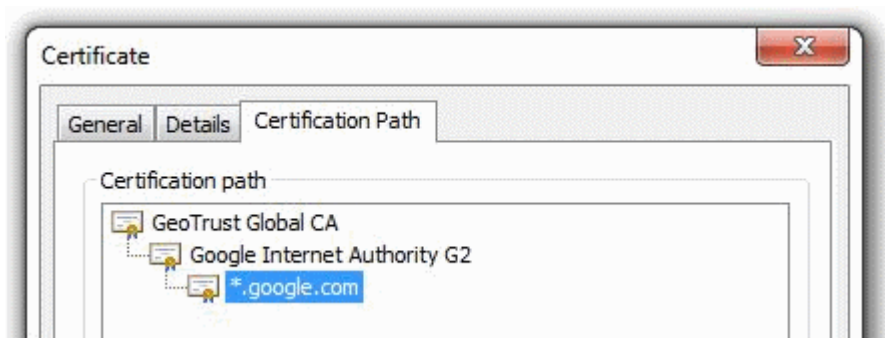 Certificate
General Details Certification Path
Certification path
GeoTrust Global CA
Google Internet Authority G2
*.google.com